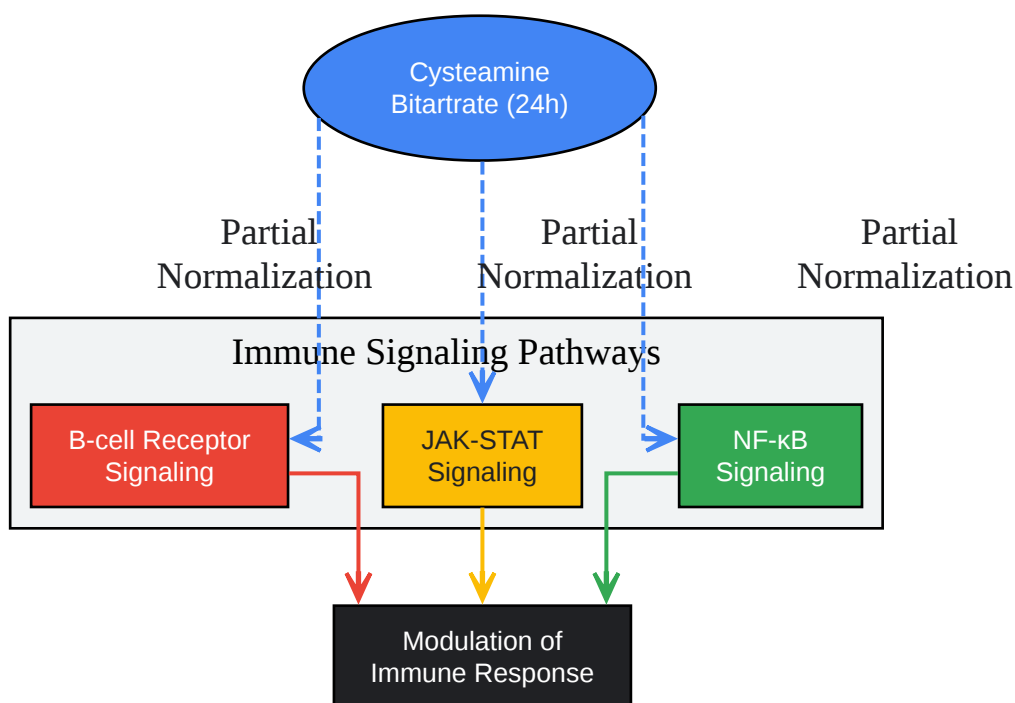 Cysteamine
Bitartrate (24h)
Partial
Normalization
Partial
Normalization
Partial
Normalization
Immune Signaling Pathways
B-cell Receptor
Signaling
JAK-STAT
Signaling
NF-κB
Signaling
Modulation of
Immune Response